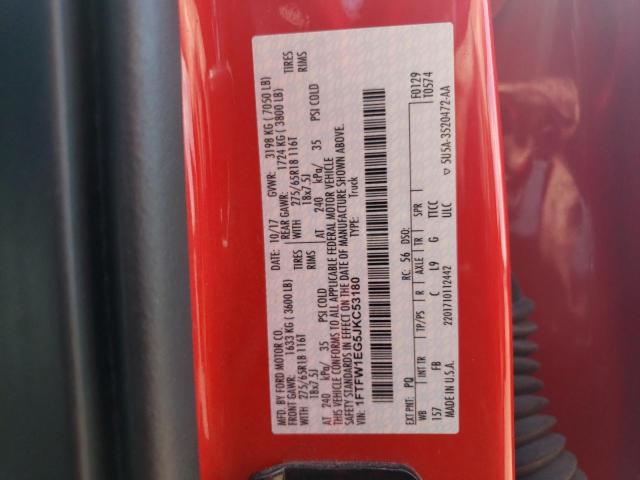 MFD. BY FORD MOTOR CO.
DATE: 10/17 GVWR: 3198 KG ( 7050 LB)
FRONT GAWR: 1633 KG ( 3600 LB) REAR GAWR: 1724 KG ( 3800 LB)
WITH 275/65R18 116T TIRES WITH 275/65R18 116T TIRES
18x7.5J RIMS 18x7.5J RIMS
AT 240 kPa/ 35 PSI COLD AT 240 kPa/ 35 PSI COLD
THIS VEHICLE CONFORMS TO ALL APPLICABLE FEDERAL MOTOR VEHICLE
SAFETY STANDARDS IN EFFECT ON THE DATE OF MANUFACTURE SHOWN ABOVE.
VIN: 1FTFW1EG5JKC53180 TYPE: Truck
F0129
T0574
EXT PNT: PQ RC: 56 DSO:
WB INT TR TP/PS R AXLE TR SPR
157 FB C L9 G TTCC
ULC
MADE IN U.S.A. 2201710112442 5U5A-3520472-AA